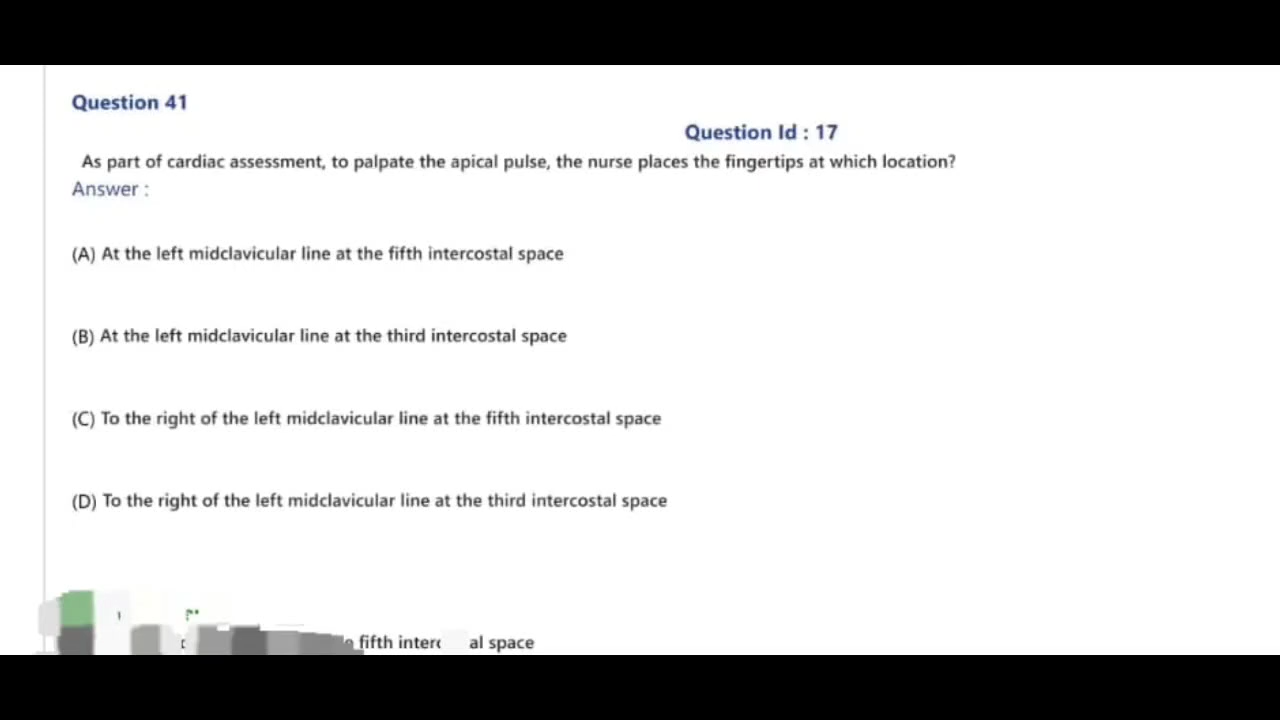 Question 41
Question Id : 17
As part of cardiac assessment, to palpate the apical pulse, the nurse places the fingertips at which location?
Answer :
(A) At the left midclavicular line at the fifth intercostal space
(B) At the left midclavicular line at the third intercostal space
(C) To the right of the left midclavicular line at the fifth intercostal space
(D) To the right of the left midclavicular line at the third intercostal space
fifth space